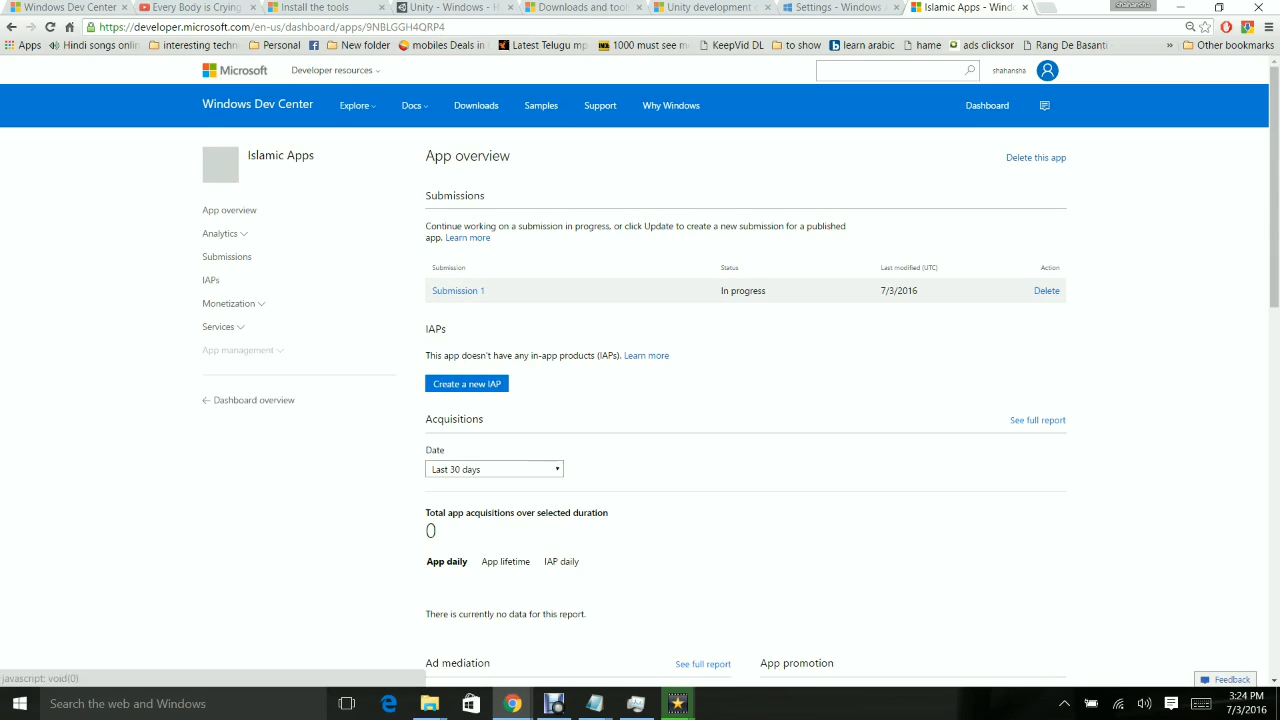 Windows Dev Center
Every Body is Crying
Install the tools
Unity - Windows - H
Downloads and tool
Unity development
Settings - Windows
Islamic Apps - Wind
shahansha
https://developer.microsoft.com/en-us/dashboard/apps/9NBLGGH4QRP4
Apps
Hindi songs onlin
interesting techn
Personal
New folder
mobiles Deal in I
Latest Telugu mp
1000 must see m
KeepVid DL
to show
learn arabic
hame
ads clicksor
Rang De Basanti
»
Other bookmarks
Microsoft
Developer resources
shahansha
Windows Dev Center
Explore
Docs
Downloads
Samples
Support
Why Windows
Dashboard
Islamic Apps
App overview
Analytics
Submissions
IAPs
Monetization
Services
App management
Dashboard overview
App overview
Delete this app
Submissions
Continue working on a submission in progress, or click Update to create a new submission for a published
app. Learn more
Submission Status Last modified (UTC) Action
Submission 1 In progress 7/3/2016 Delete
IAPs
This app doesn't have any in-app products (IAPs). Learn more
Create a new IAP
Acquisitions
See full report
Date
Last 30 days
Total app acquisitions over selected duration
0
App daily App lifetime IAP daily
There is currently no data for this report.
Ad mediation
See full report
App promotion
Feedback
javascript: void(0)
Search the web and Windows
3:24 PM
7/3/2016